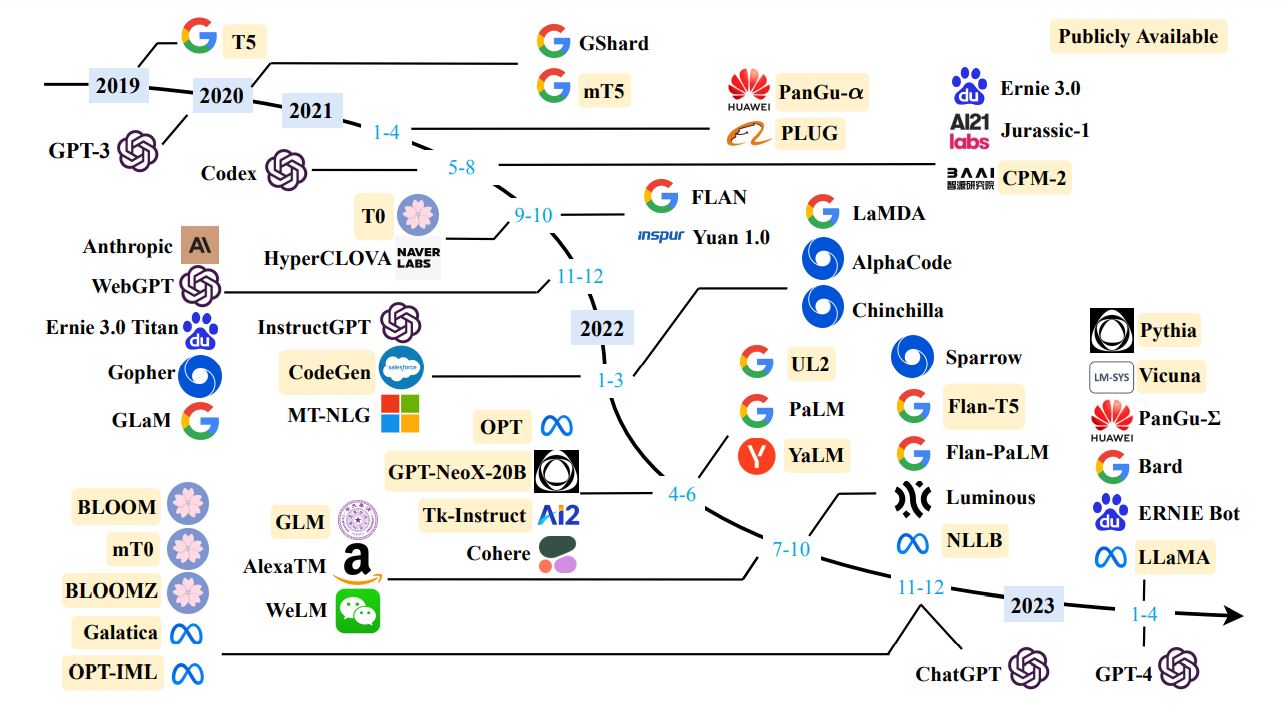 Publicly Available
2019
T5
2020
GShard
mT5
GPT-3
2021
1-4
HUAWEI
PanGu-α
PLUG
Codex
5-8
du
Ernie 3.0
AI21 labs
Jurassic-1
BAAI
智源研究院
CPM-2
T0
HyperCLOVA
NAVER LABS
9-10
FLAN
inspur
Yuan 1.0
Anthropic
AI
WebGPT
Ernie 3.0 Titan
du
Gopher
GLaM
11-12
2022
InstructGPT
CodeGen
salesforce
MT-NLG
1-3
LaMDA
AlphaCode
Chinchilla
OPT
GPT-NeoX-20B
Tk-Instruct
Ai2
Cohere
4-6
UL2
PaLM
YaLM
Y
GLM
AlexaTM
a
WeLM
7-10
Sparrow
Flan-T5
Flan-PaLM
Luminous
NLLB
BLOOM
mT0
BLOOMZ
Galatica
OPT-IML
11-12
ChatGPT
2023
1-4
Pythia
LM-SYS
Vicuna
HUAWEI
PanGu-Σ
Bard
du
ERNIE Bot
LLaMA
GPT-4